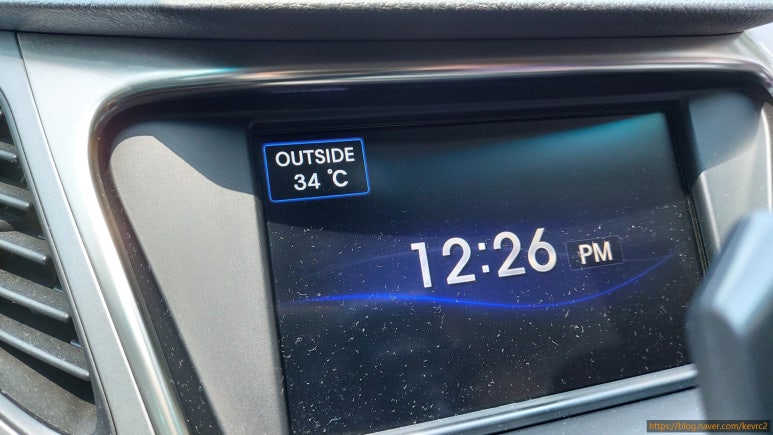 OUTSIDE
34 °C
12:26 PM
https://blog.naver.com/kevrc2